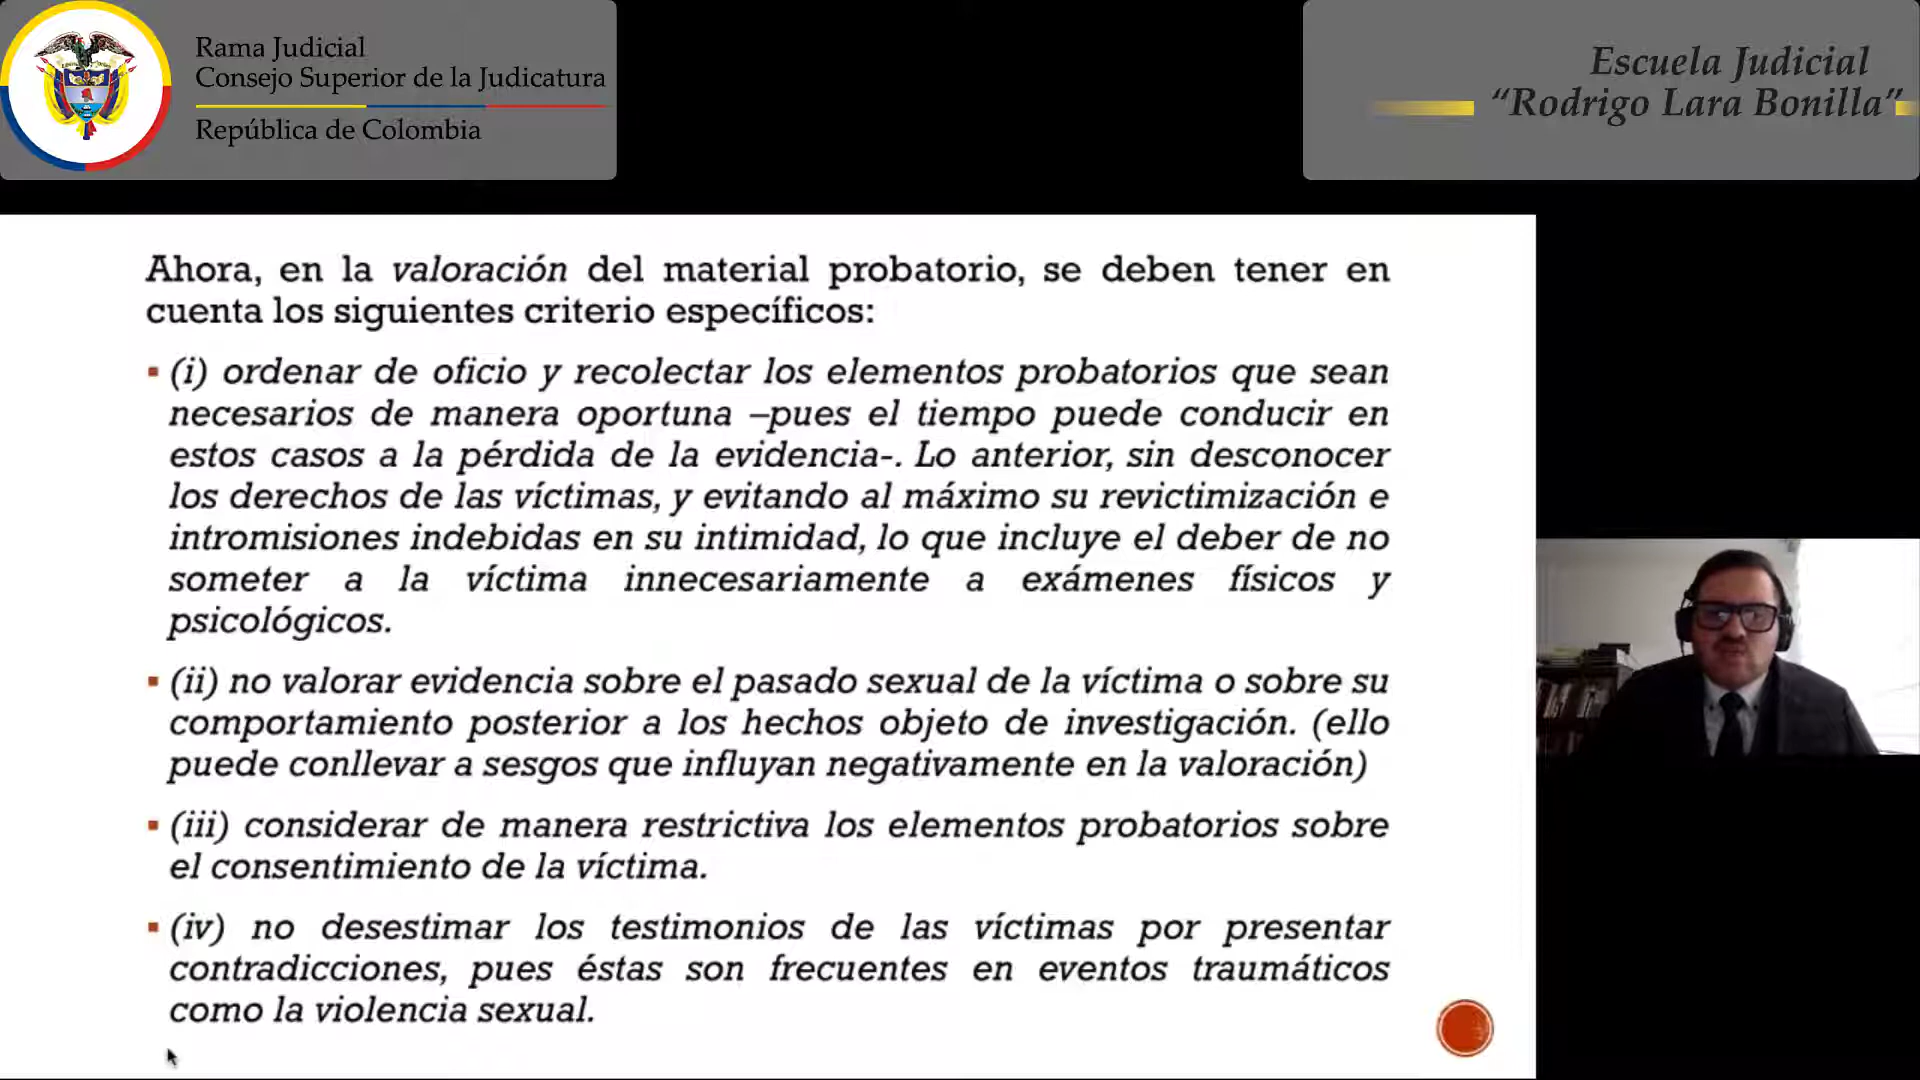 Rama Judicial
Consejo Superior de la Judicatura
República de Colombia
Escuela Judicial
“Rodrigo Lara Bonilla”
Ahora, en la valoración del material probatorio, se deben tener en
cuenta los siguientes criterio específicos:
▪ (i) ordenar de oficio y recolectar los elementos probatorios que sean
necesarios de manera oportuna –pues el tiempo puede conducir en
estos casos a la pérdida de la evidencia-. Lo anterior, sin desconocer
los derechos de las víctimas, y evitando al máximo su revictimización e
intromisiones indebidas en su intimidad, lo que incluye el deber de no
someter a la víctima innecesariamente a exámenes físicos y
psicológicos.
▪ (ii) no valorar evidencia sobre el pasado sexual de la víctima o sobre su
comportamiento posterior a los hechos objeto de investigación. (ello
puede conllevar a sesgos que influyan negativamente en la valoración)
▪ (iii) considerar de manera restrictiva los elementos probatorios sobre
el consentimiento de la víctima.
▪ (iv) no desestimar los testimonios de las víctimas por presentar
contradicciones, pues éstas son frecuentes en eventos traumáticos
como la violencia sexual.